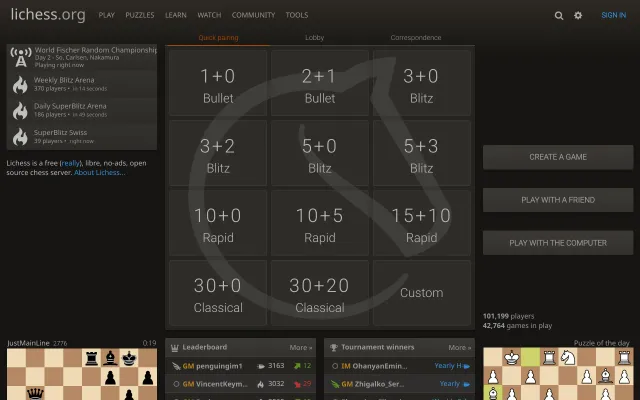 lichess.org
PLAY PUZZLES LEARN WATCH COMMUNITY TOOLS
SIGN IN
World Fischer Random Championship
Day 2 - So, Carlsen, Nakamura
Playing right now
Weekly Blitz Arena
370 players • in 14 seconds
Daily SuperBlitz Arena
186 players • in 49 seconds
SuperBlitz Swiss
39 players • right now
Lichess is a free (really), libre, no-ads, open
source chess server. About Lichess...
Quick pairing Lobby Correspondence
1+0 2+1 3+0
Bullet Bullet Blitz
3+2 5+0 5+3
Blitz Blitz Blitz
10+0 10+5 15+10
Rapid Rapid Rapid
30+0 30+20 Custom
Classical Classical
CREATE A GAME
PLAY WITH A FRIEND
PLAY WITH THE COMPUTER
101,199 players
42,764 games in play
JustMainLine 2776 0:19
Leaderboard More »
GM penguingim1 3163 12
GM VincentKeym... 3032 29
Tournament winners More »
IM OhanyanEmin... Yearly H
GM Zhigalko_Ser... Yearly
Puzzle of the day